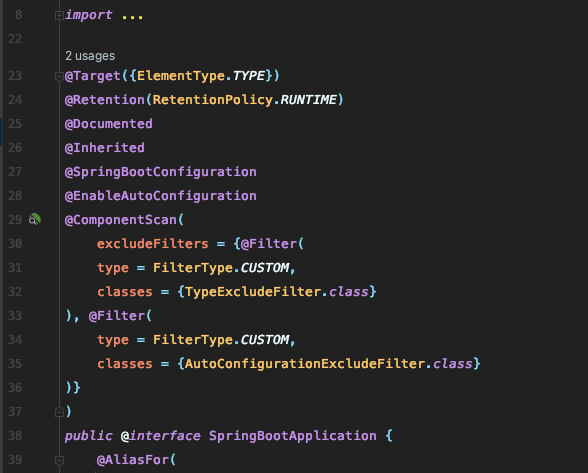 8 import ...
22
2 usages
23 @Target({ElementType.TYPE})
24 @Retention(RetentionPolicy.RUNTIME)
25 @Documented
26 @Inherited
27 @SpringBootConfiguration
28 @EnableAutoConfiguration
29 @ComponentScan(
30     excludeFilters = {@Filter(
31     type = FilterType.CUSTOM,
32     classes = {TypeExcludeFilter.class}
33 ), @Filter(
34     type = FilterType.CUSTOM,
35     classes = {AutoConfigurationExcludeFilter.class}
36 )}
37 )
38 public @interface SpringBootApplication {
39     @AliasFor(